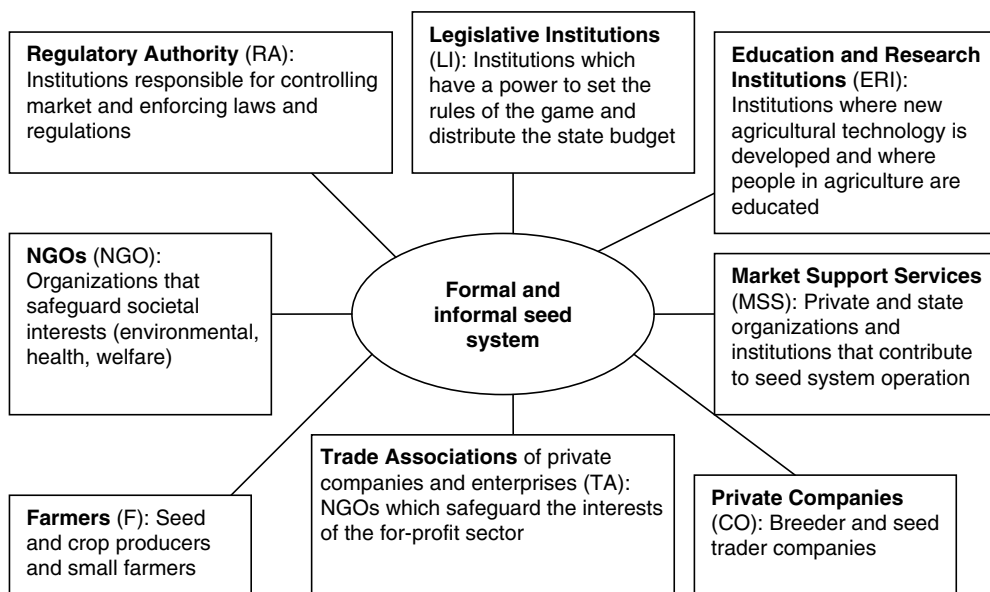 Regulatory Authority (RA):
Institutions responsible for controlling
market and enforcing laws and
regulations
Legislative Institutions
(LI): Institutions which
have a power to set the
rules of the game and
distribute the state budget
Education and Research
Institutions (ERI):
Institutions where new
agricultural technology is
developed and where
people in agriculture are
educated
NGOs (NGO):
Organizations that
safeguard societal
interests (environmental,
health, welfare)
Formal and
informal seed
system
Market Support Services
(MSS): Private and state
organizations and
institutions that contribute
to seed system operation
Farmers (F): Seed
and crop producers
and small farmers
Trade Associations of private
companies and enterprises (TA):
NGOs which safeguard the interests
of the for-profit sector
Private Companies
(CO): Breeder and seed
trader companies